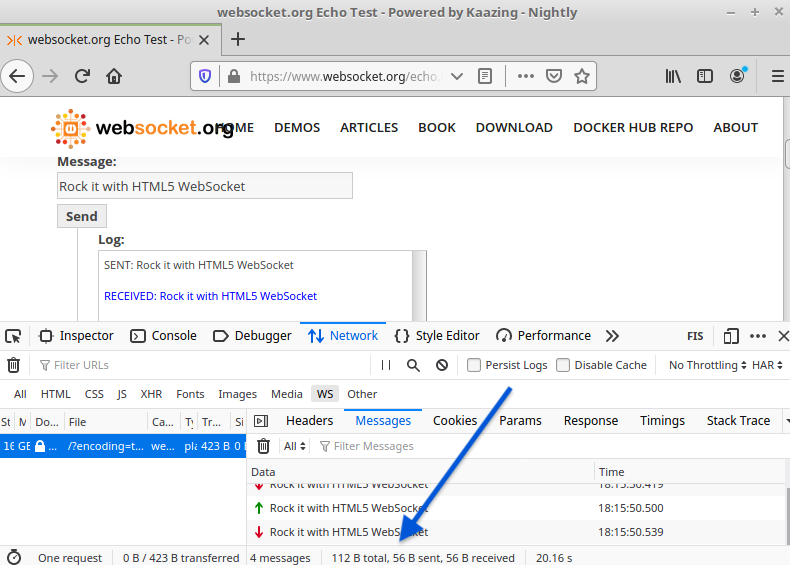 websocket.org Echo Test - Powered by Kaazing - Nightly
websocket.org Echo Test - Po
https://www.websocket.org/echo.
websocket.org
HOME DEMOS ARTICLES BOOK DOWNLOAD DOCKER HUB REPO ABOUT
Message:
Rock it with HTML5 WebSocket
Send
Log:
SENT: Rock it with HTML5 WebSocket
RECEIVED: Rock it with HTML5 WebSocket
Inspector Console Debugger Network Style Editor Performance FIS
Filter URLs Persist Logs Disable Cache No Throttling HAR
All HTML CSS JS XHR Fonts Images Media WS Other
St M Do... File Ca... Ty Tr... Si Headers Messages Cookies Params Response Timings Stack Trace
16 GE ... /?encoding=t... we... pla 423 B 0 B All Filter Messages
Data Time
Rock it with HTML5 WebSocket 18:15:50.419
Rock it with HTML5 WebSocket 18:15:50.500
Rock it with HTML5 WebSocket 18:15:50.539
One request 0 B / 423 B transferred 4 messages 112 B total, 56 B sent, 56 B received 20.16 s